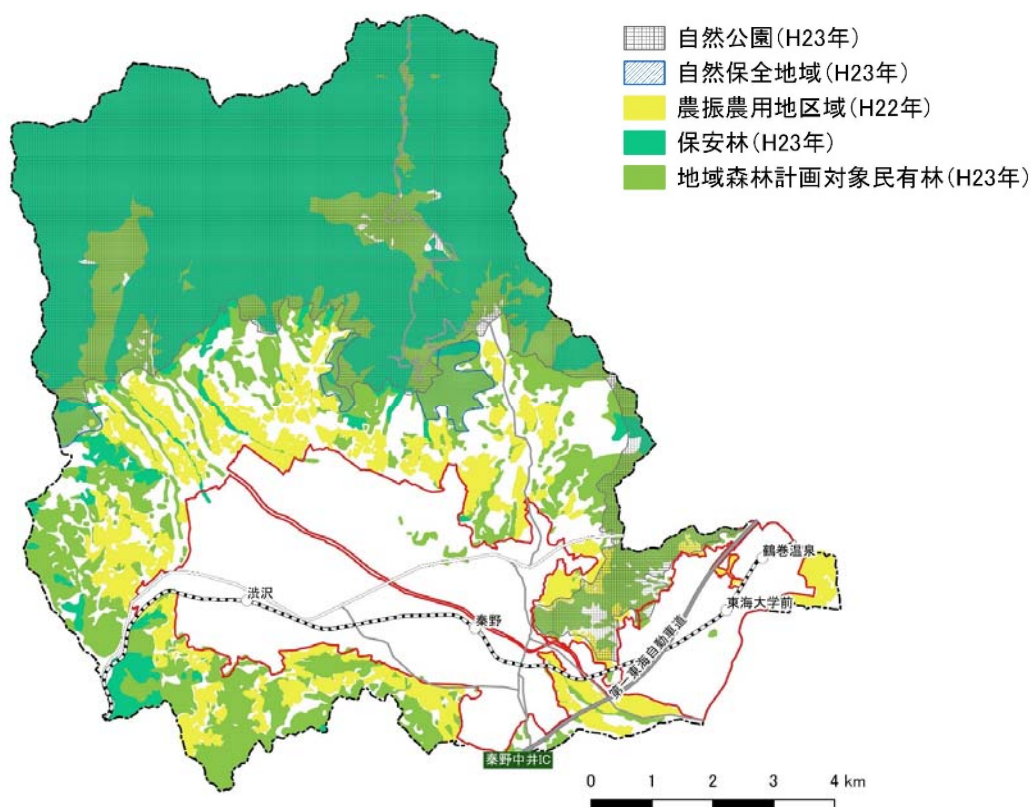 自然公園(H23年)
自然保全地域(H23年)
農振農用地区域(H22年)
保安林(H23年)
地域森林計画対象民有林(H23年)
鶴巻温泉
渋沢
東海大学前
秦野
第一東海自動車道
秦野中井IC
0 1 2 3 4 km